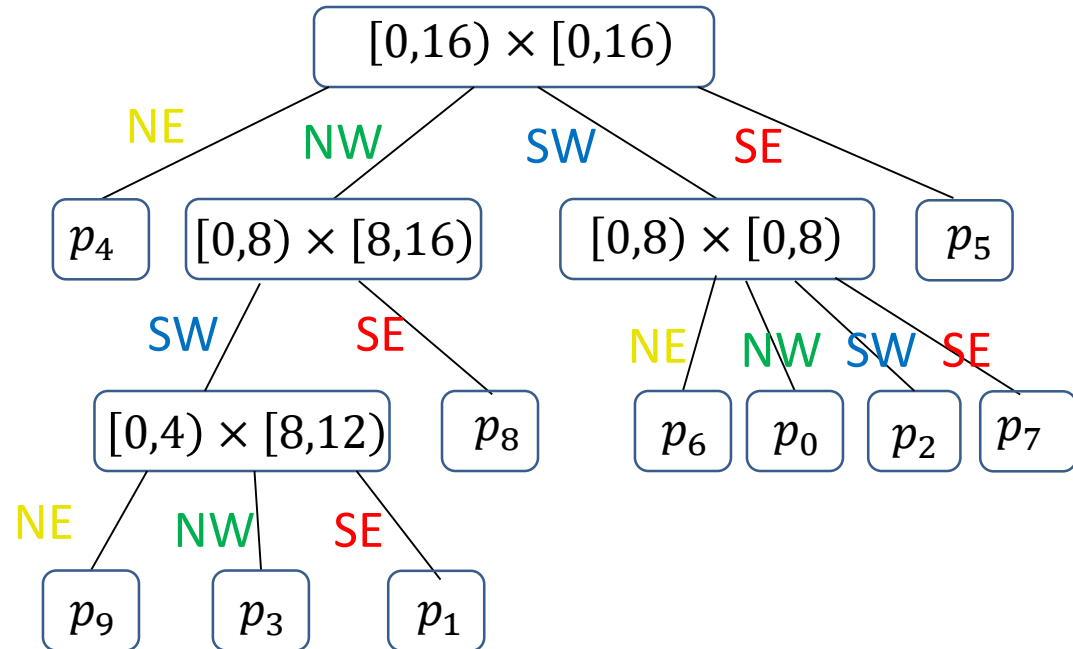 [0,16) × [0,16)
NE NW SW SE
p₄ [0,8) × [8,16) [0,8) × [0,8) p₅
SW SE NE NW SW SE
[0,4) × [8,12) p₈ p₆ p₀ p₂ p₇
NE NW SE
p₉ p₃ p₁